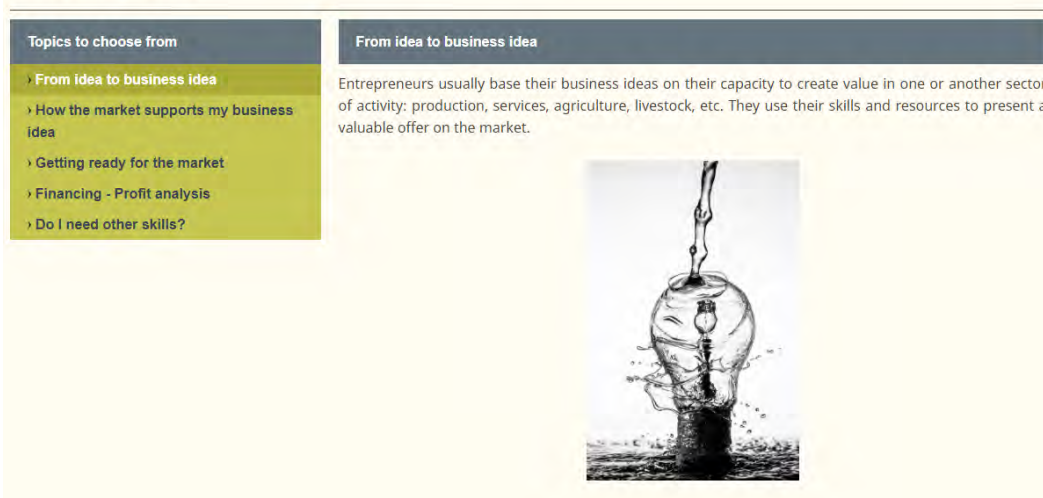 Topics to choose from
› From idea to business idea
› How the market supports my business
idea
› Getting ready for the market
› Financing - Profit analysis
› Do I need other skills?
From idea to business idea
Entrepreneurs usually base their business ideas on their capacity to create value in one or another sector
of activity: production, services, agriculture, livestock, etc. They use their skills and resources to present a
valuable offer on the market.